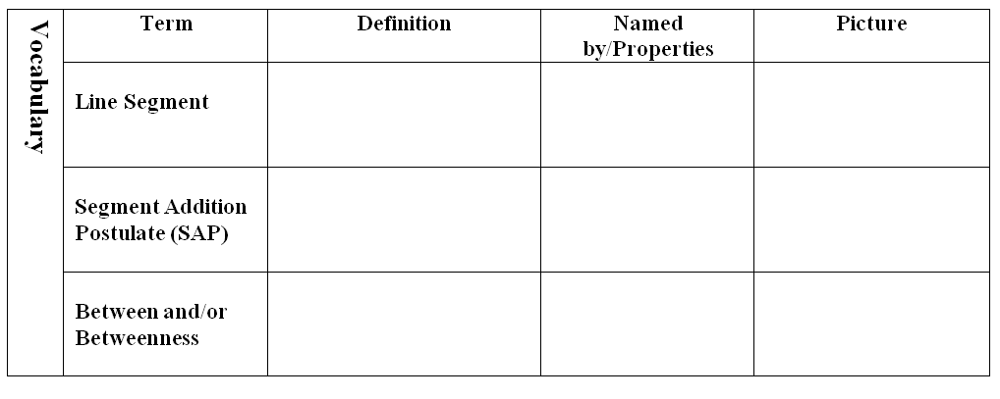 Vocabulary
Term
Definition
Named
by/Properties
Picture
Line Segment
Segment Addition
Postulate (SAP)
Between and/or
Betweenness